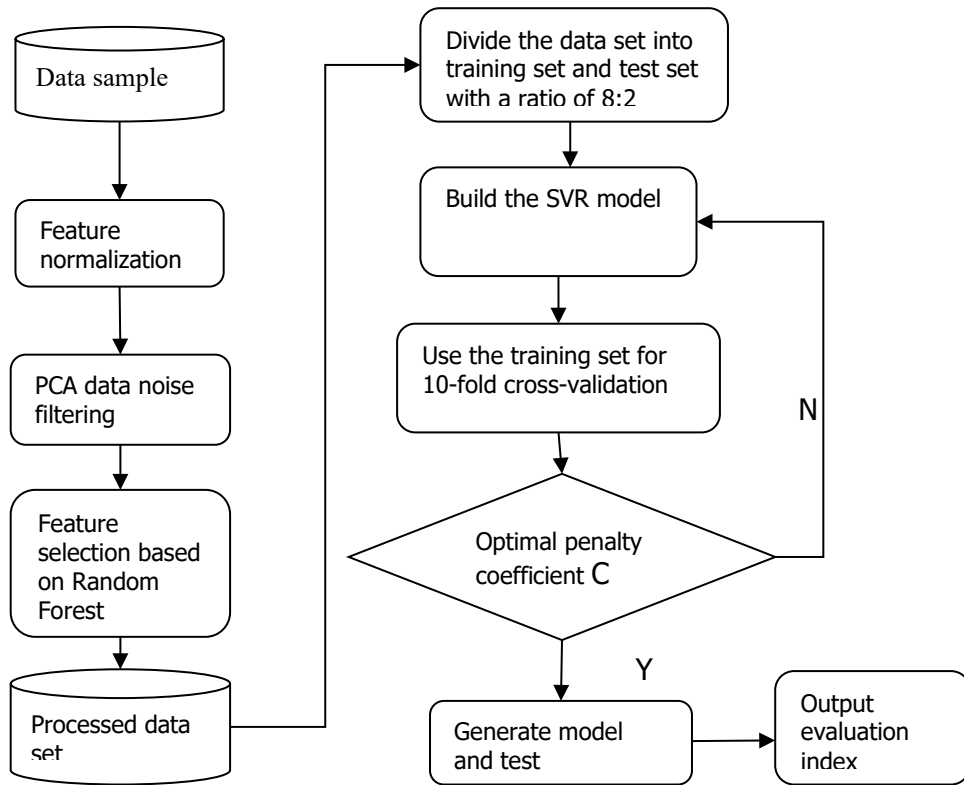 Data sample
Feature
normalization
PCA data noise
filtering
Feature
selection based
on Random
Forest
Processed data
set
Divide the data set into
training set and test set
with a ratio of 8:2
Build the SVR model
Use the training set for
10-fold cross-validation
N
Optimal penalty
coefficient C
Y
Generate model
and test
Output
evaluation
index